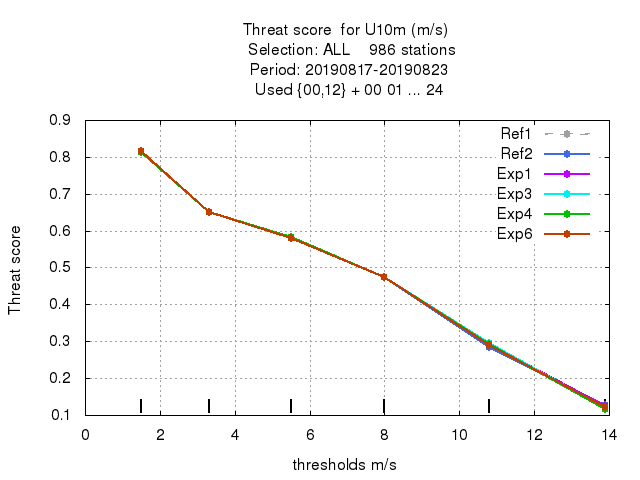 Threat score  for U10m (m/s)
Selection: ALL    986 stations
Period: 20190817-20190823
Used {00,12} + 00 01 ... 24
Ref1
Ref2
Exp1
Exp3
Exp4
Exp6
Threat score
0.9
0.8
0.7
0.6
0.5
0.4
0.3
0.2
0.1
0 2 4 6 8 10 12 14
thresholds m/s